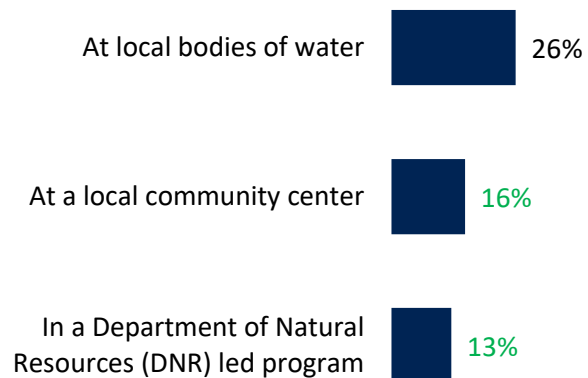 At local bodies of water 26%
At a local community center 16%
In a Department of Natural
Resources (DNR) led program 13%